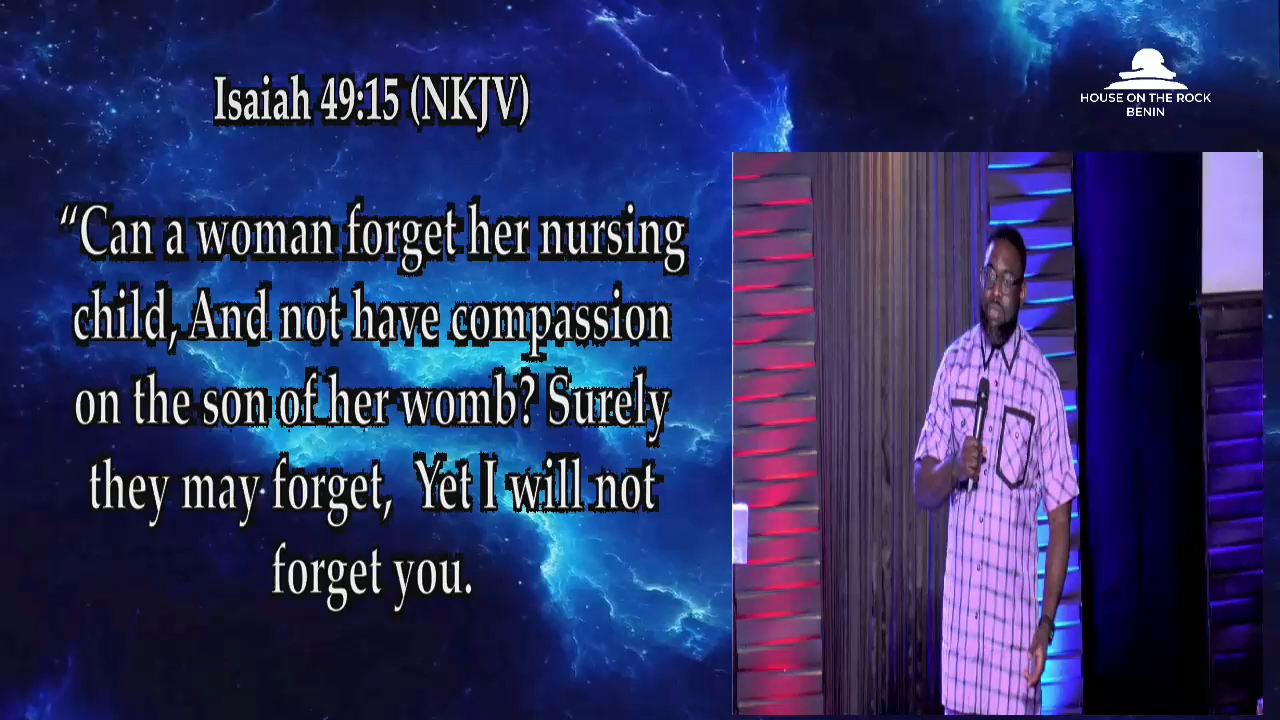 Isaiah 49:15 (NKJV)
“Can a woman forget her nursing
child, And not have compassion
on the son of her womb? Surely
they may forget,  Yet I will not
forget you.
HOUSE ON THE ROCK
BENIN